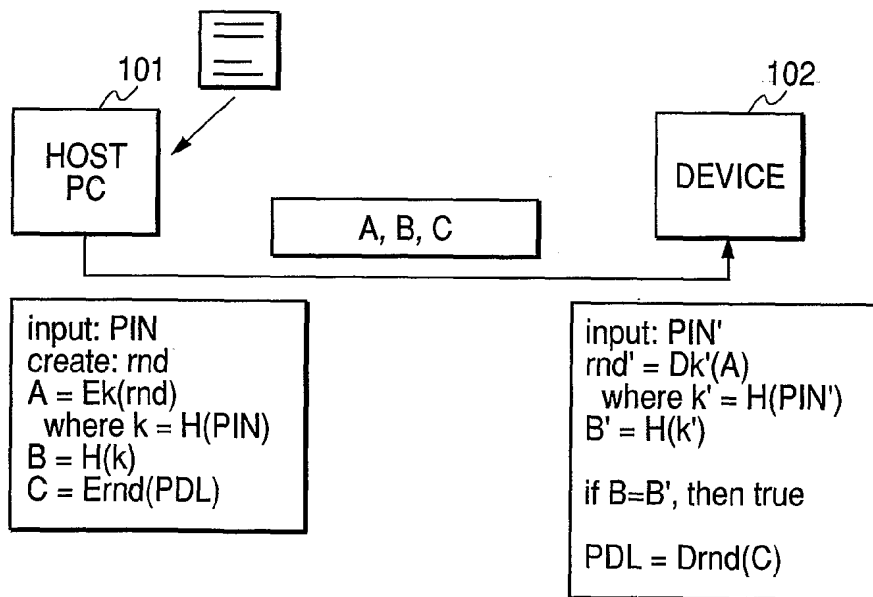 101
102
HOST
PC
DEVICE
A, B, C
input: PIN
create: rnd
A = Ek(rnd)
where k = H(PIN)
B = H(k)
C = Ernd(PDL)
input: PIN'
rnd' = Dk'(A)
where k' = H(PIN')
B' = H(k')
if B=B', then true
PDL = Drnd(C)